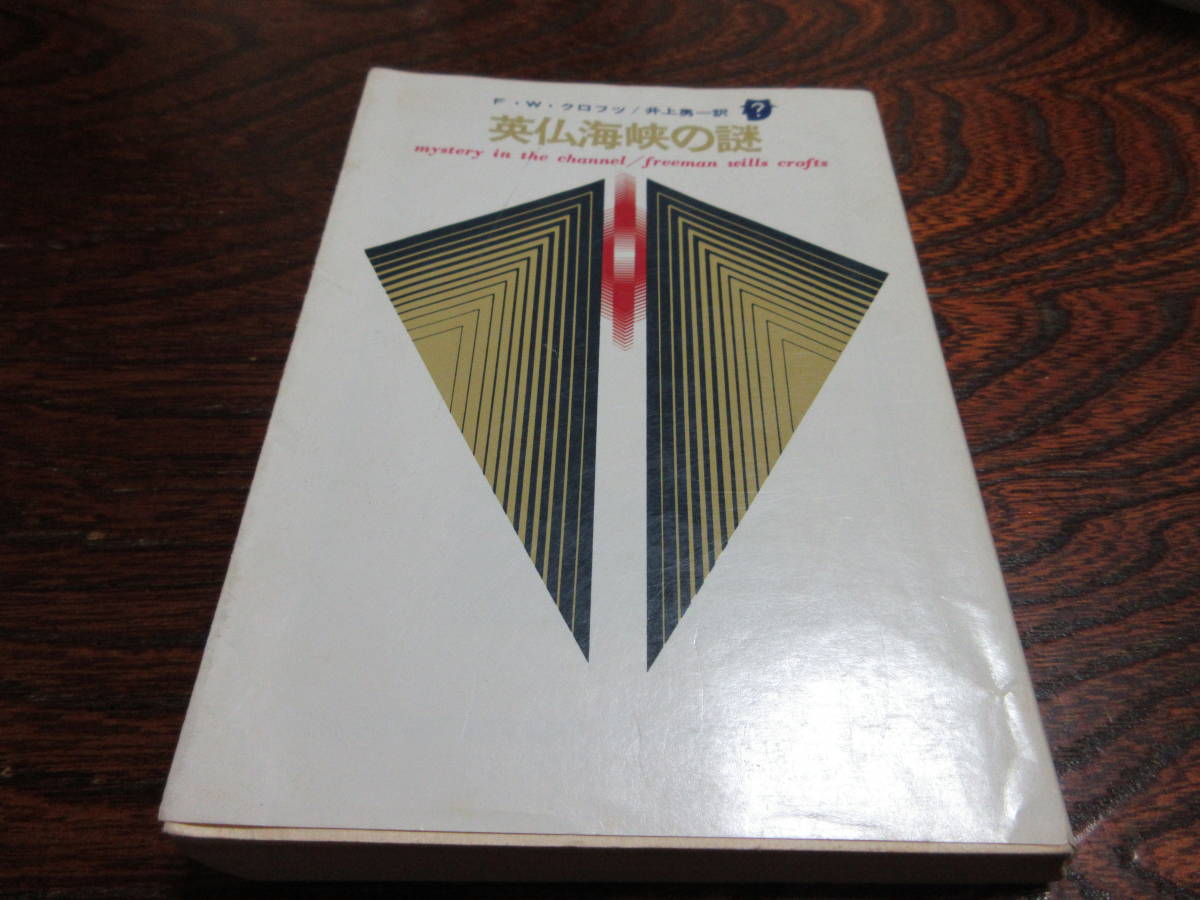 F・W・クロフツ/井上勇一訳 ?
英仏海峡の謎
mystery in the channel/freeman wills crofts